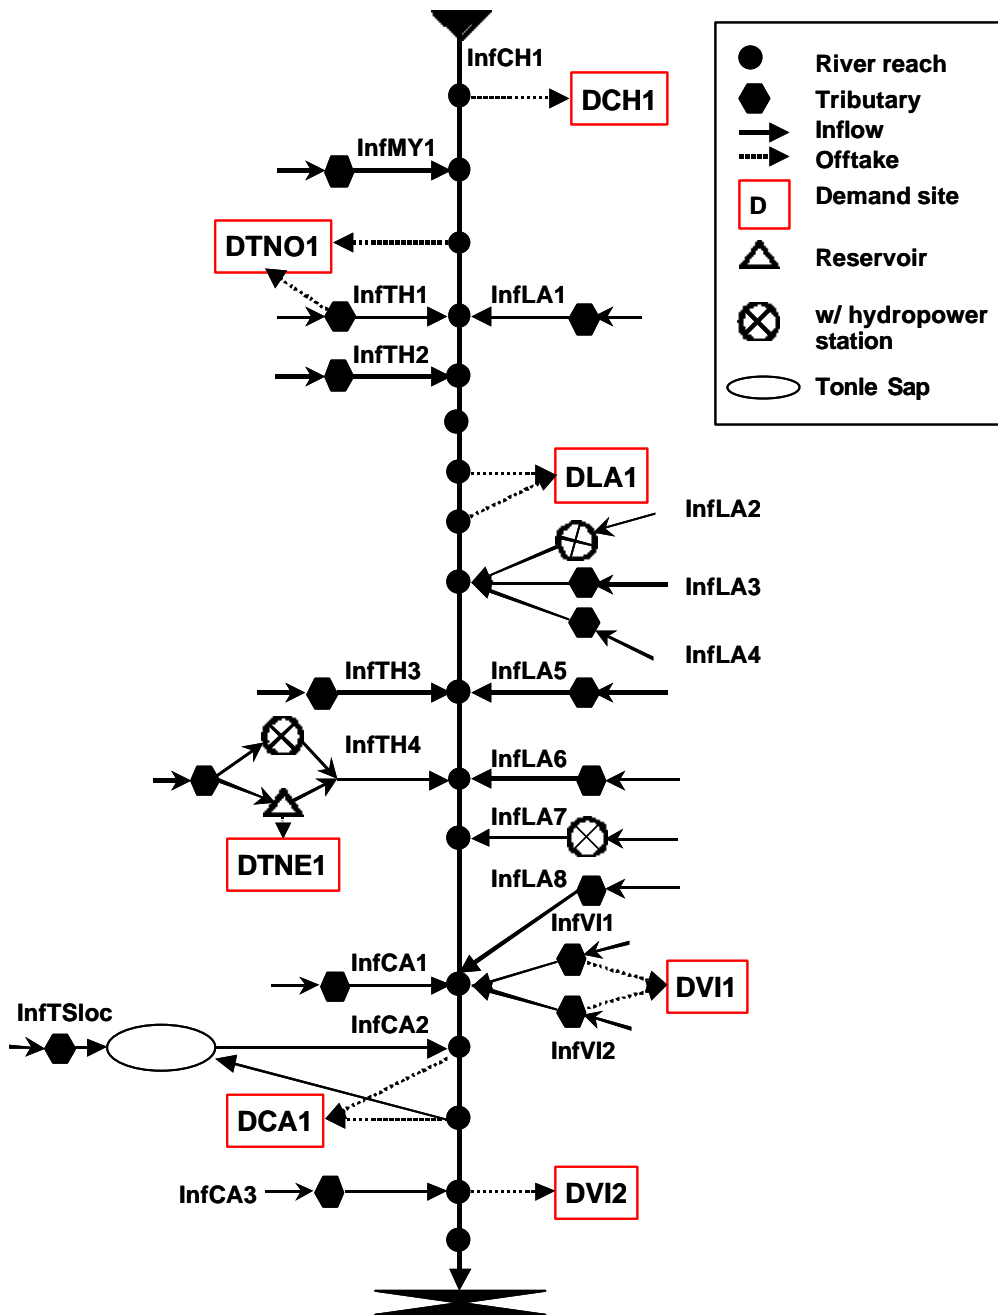 InfCH1
DCH1
InfMY1
DTNO1
InfTH1
InfLA1
InfTH2
DLA1
InfLA2
InfLA3
InfLA4
InfTH3
InfLA5
InfTH4
InfLA6
InfLA7
DTNE1
InfLA8
InfVI1
InfCA1
DVI1
InfTSloc
InfCA2
InfVI2
DCA1
InfCA3
DVI2
River reach
Tributary
Inflow
Offtake
D
Demand site
Reservoir
w/ hydropower
station
Tonle Sap